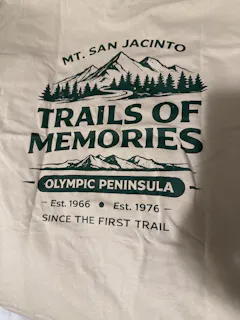 MT. SAN JACINTO
TRAILS OF
MEMORIES
OLYMPIC PENINSULA
- Est. 1966 • Est. 1976 -
SINCE THE FIRST TRAIL